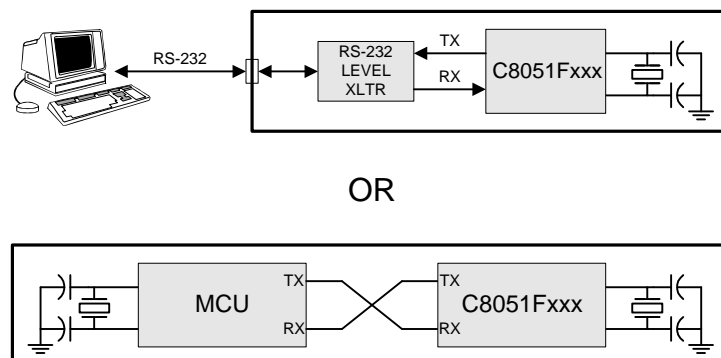 RS-232
RS-232
LEVEL
XLTR
TX
RX
C8051Fxxx
OR
MCU
TX
RX
TX
RX
C8051Fxxx